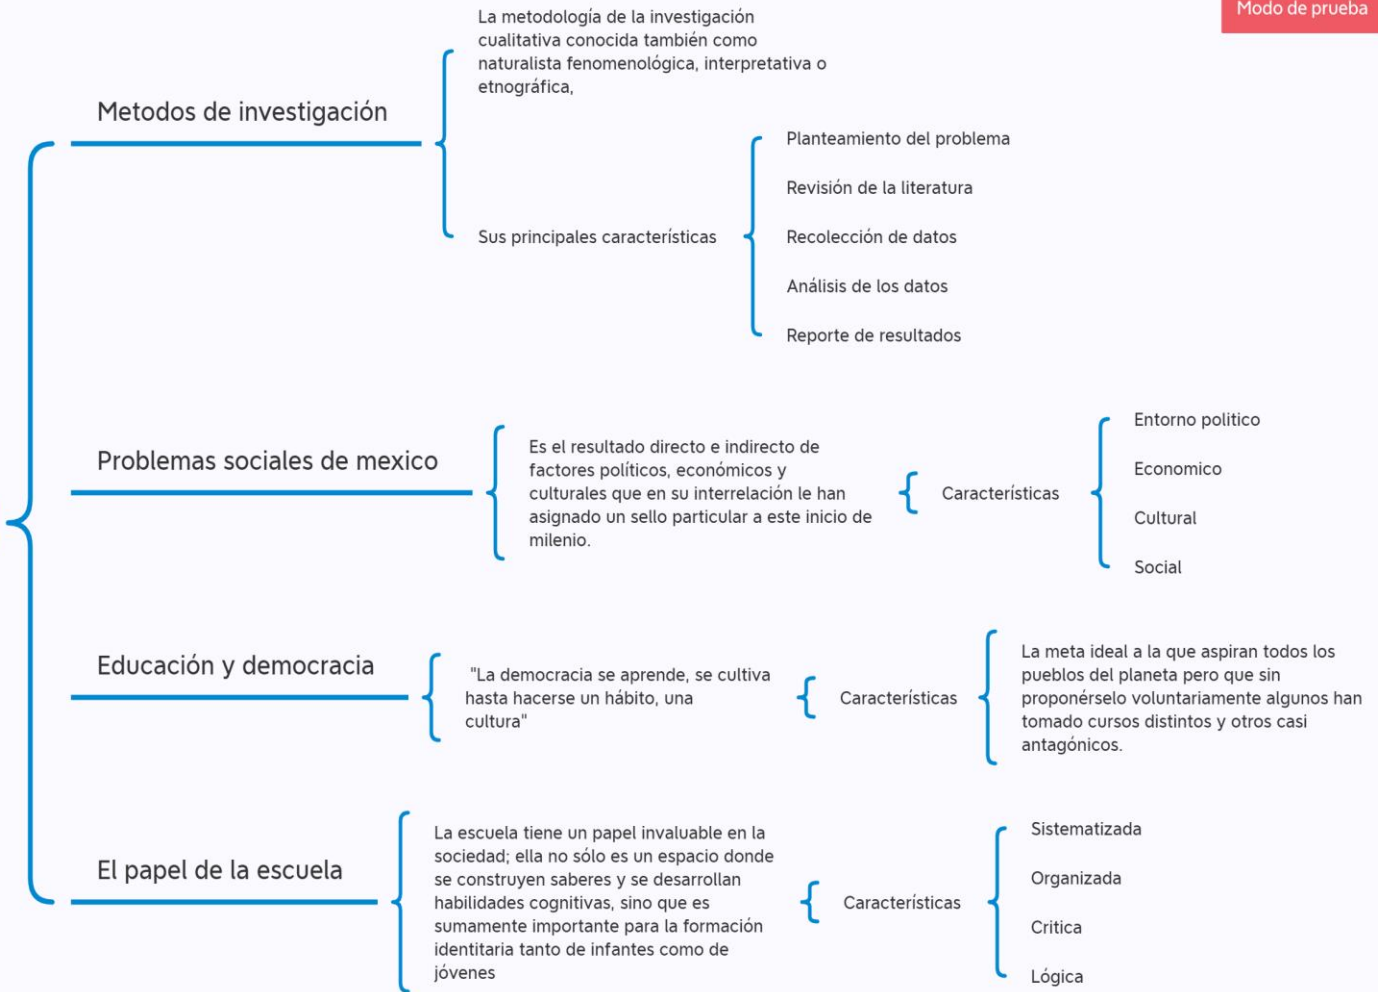 Modo de prueba
La metodología de la investigación
cualitativa conocida también como
naturalista fenomenológica, interpretativa o
etnográfica,
Metodos de investigación
Sus principales características
Planteamiento del problema
Revisión de la literatura
Recolección de datos
Análisis de los datos
Reporte de resultados
Problemas sociales de mexico
Es el resultado directo e indirecto de
factores políticos, económicos y
culturales que en su interrelación le han
asignado un sello particular a este inicio de
milenio.
Características
Entorno politico
Economico
Cultural
Social
Educación y democracia
"La democracia se aprende, se cultiva
hasta hacerse un hábito, una
cultura"
Características
La meta ideal a la que aspiran todos los
pueblos del planeta pero que sin
proponérselo voluntariamente algunos han
tomado cursos distintos y otros casi
antagónicos.
El papel de la escuela
La escuela tiene un papel invaluable en la
sociedad; ella no sólo es un espacio donde
se construyen saberes y se desarrollan
habilidades cognitivas, sino que es
sumamente importante para la formación
identitaria tanto de infantes como de
jóvenes
Características
Sistematizada
Organizada
Critica
Lógica